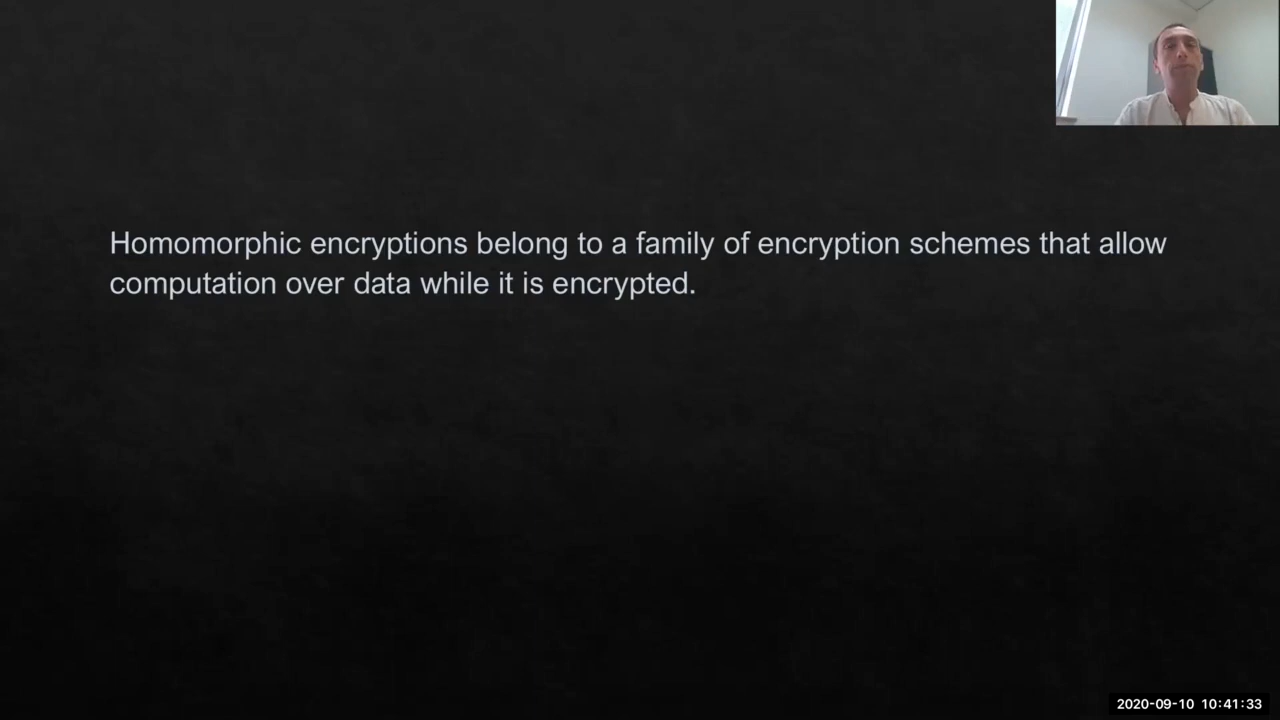 Homomorphic encryptions belong to a family of encryption schemes that allow
computation over data while it is encrypted.
2020-09-10 10:41:33